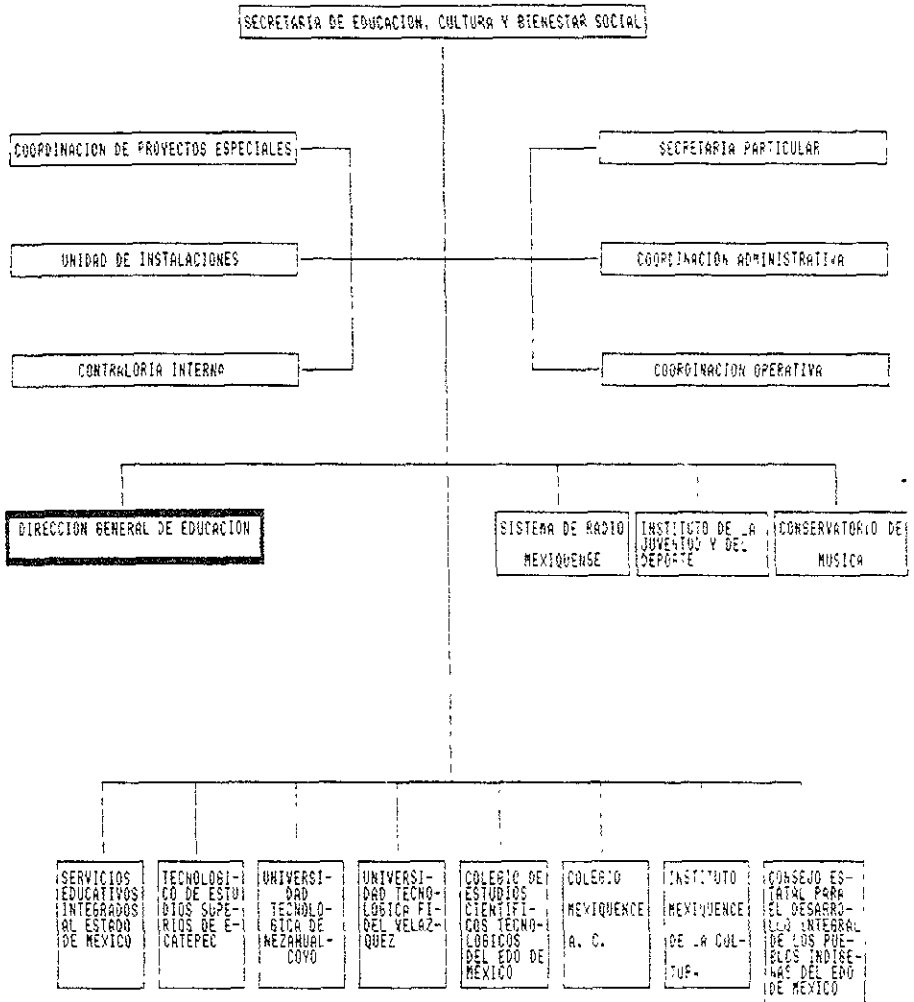 SECRETARIA DE EDUCACION, CULTURA Y BIENESTAR SOCIAL
COORDINACION DE PROYECTOS ESPECIALES
SECRETARIA PARTICULAR
UNIDAD DE INSTALACIONES
COORDINACION ADMINISTRATIVA
CONTRALORIA INTERNA
COORDINACION OPERATIVA
DIRECCION GENERAL DE EDUCACION
SISTEMA DE RADIO
MEXIQUENSE
INSTITUTO DE LA
JUVENTUD Y DEL
DEPORTE
CONSERVATORIO DE
MUSICA
SERVICIOS
EDUCATIVOS
INTEGRADOS
AL ESTADO
DE MEXICO
TECNOLOGI-
CO DE ESTU
DIOS SUPE-
RIOS DE E-
CATEPEC
UNIVERSI-
DAD
TECNOLO-
GICA DE
NEZAHUAL-
COYO
UNIVERSI-
DAD TECNO-
LOGICA FI-
DEL VELAZ-
QUEZ
COLEGIO DE
ESTUDIOS
CIENTIFI-
COS TECNO-
LOGICOS
DEL EDO DE
MEXICO
COLEGIO
MEXIQUENCE
A. C.
INSTITUTO
MEXIQUENCE
DE LA CUL-
TUR-
CONSEJO ES-
TATAL PARA
EL DESARRO-
LLO INTEGRAL
DE LOS PUE-
BLOS INDIGE-
NAS DEL EDO
DE MEXICO